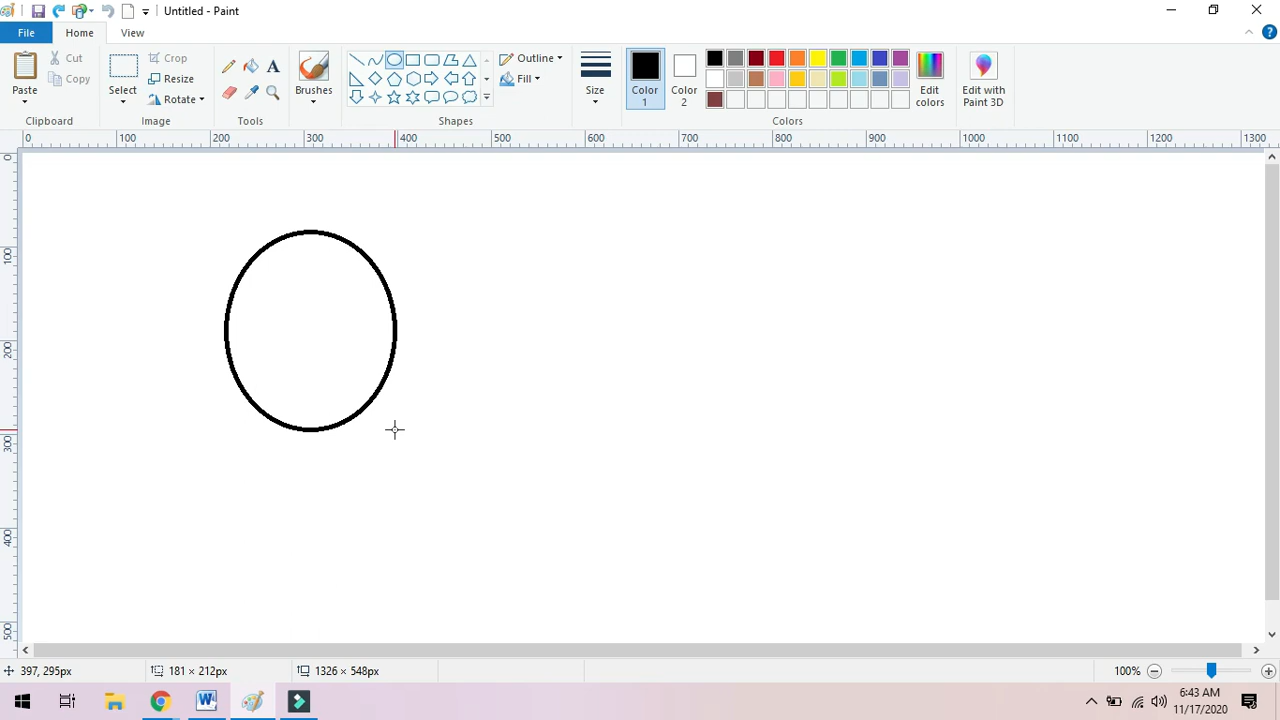 Untitled - Paint
File Home View
Paste
Cut
Copy
Clipboard
Select
Crop
Resize
Rotate
Image
Tools
Brushes
Shapes
Outline
Fill
Size
Color 1
Color 2
Edit colors
Colors
Edit with Paint 3D
0 100 200 300 400 500 600 700 800 900 1000 1100 1200 1300
0
100
200
300
400
500
397, 295px 181 × 212px 1326 × 548px 100%
6:43 AM
11/17/2020